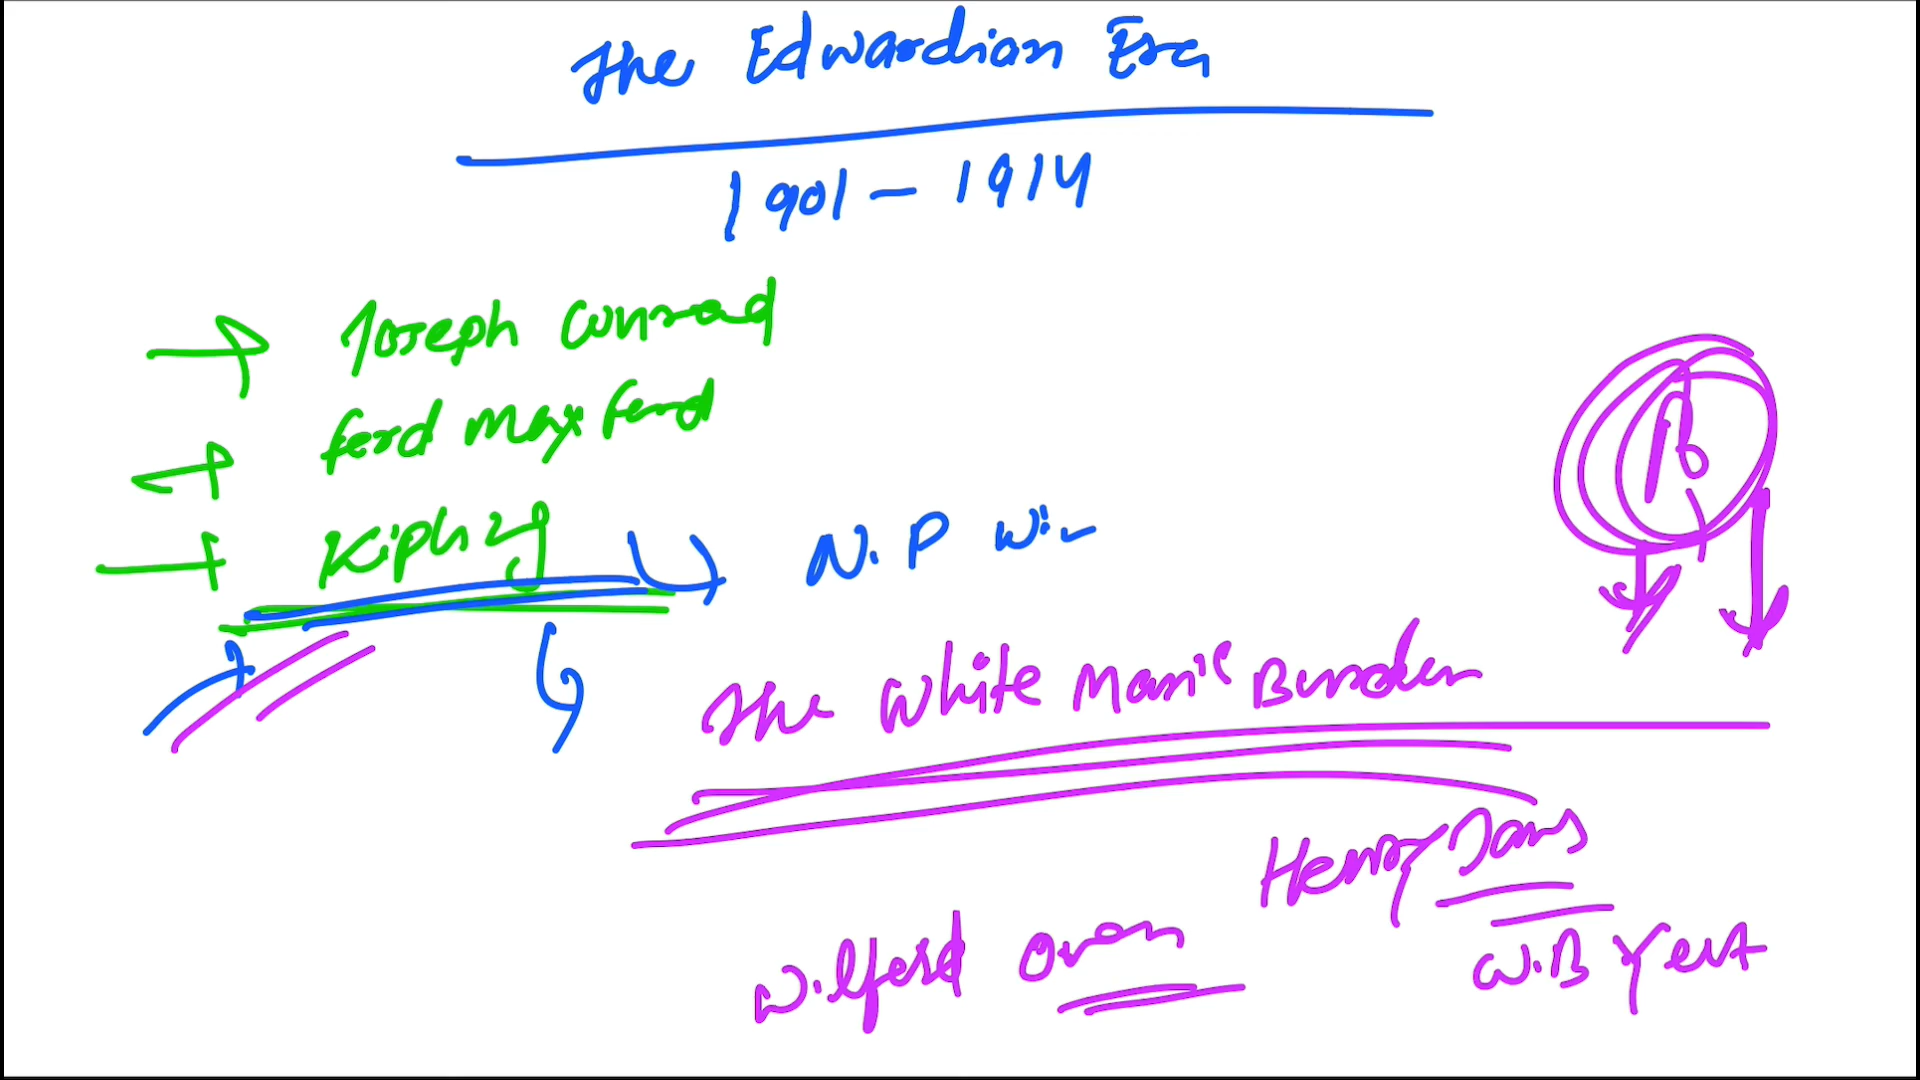 The Edwardian Era
1901 - 1914
Joseph Conrad
ford Max ford
Kipling
N. P
The White Man's Burden
Henry James
Wilferd Owen
W.B Yeat